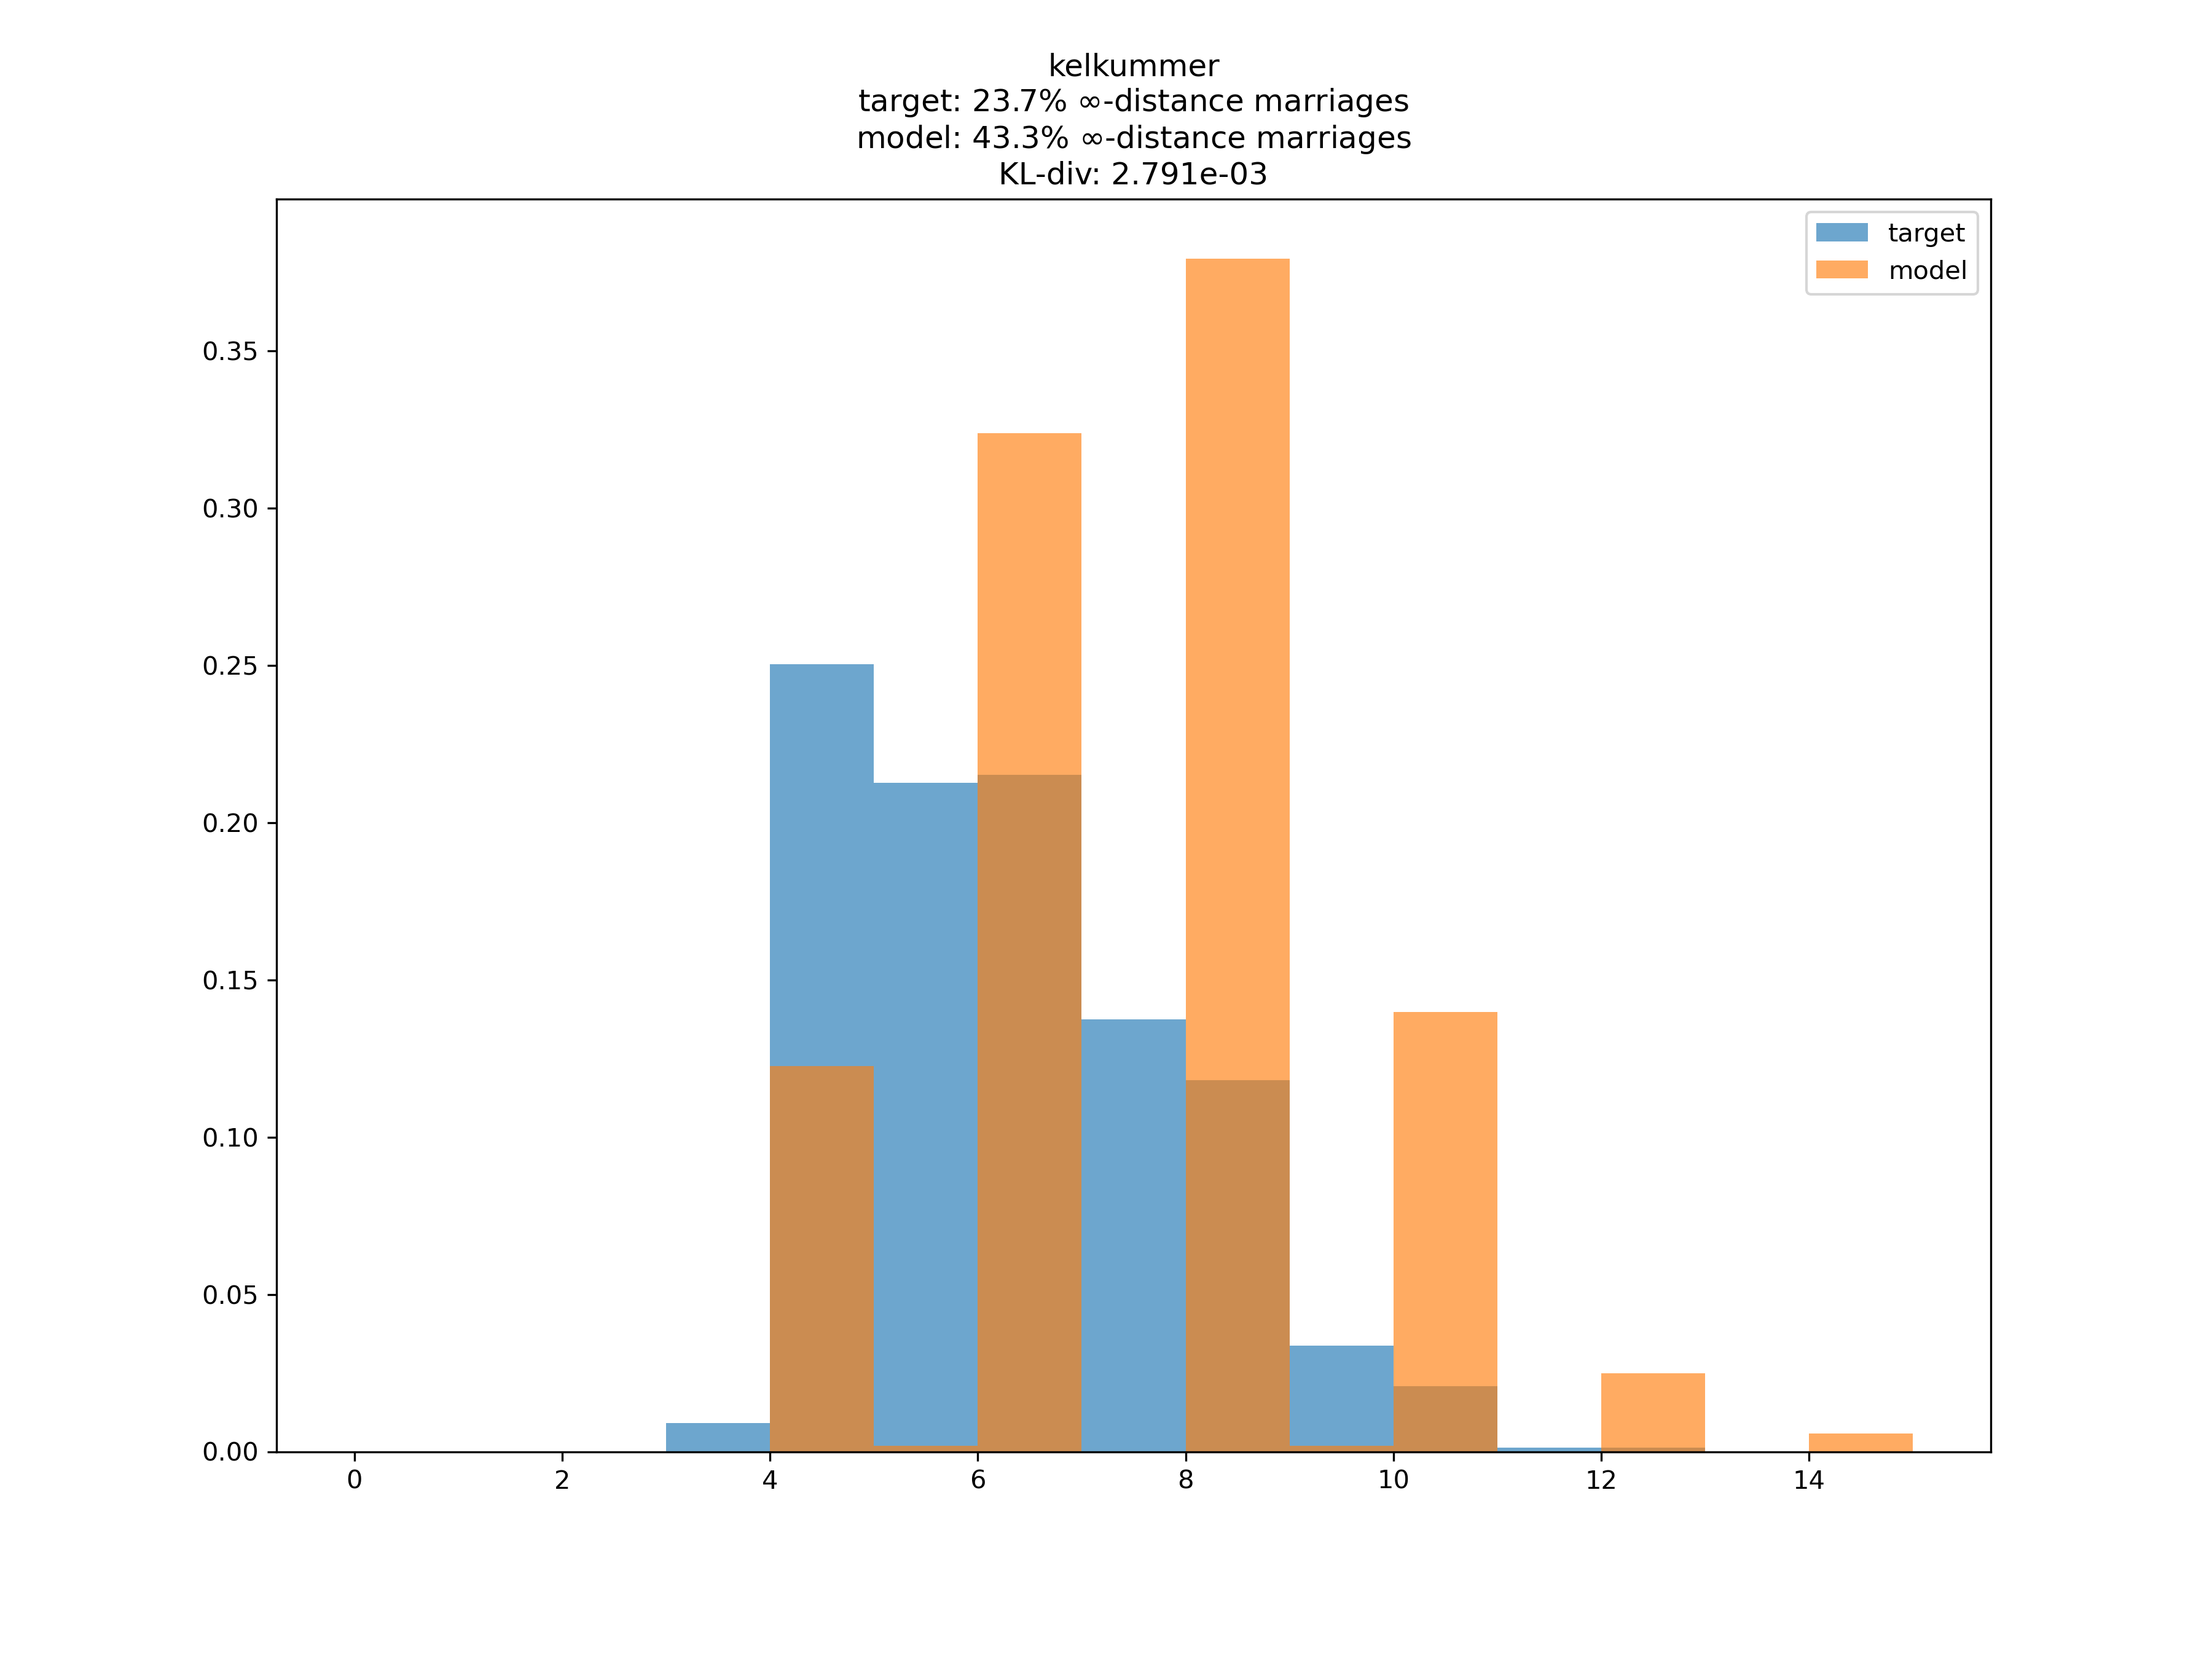 kelkummer
target: 23.7% ∞-distance marriages
model: 43.3% ∞-distance marriages
KL-div: 2.791e-03
target
model
0.35
0.30
0.25
0.20
0.15
0.10
0.05
0.00
0 2 4 6 8 10 12 14